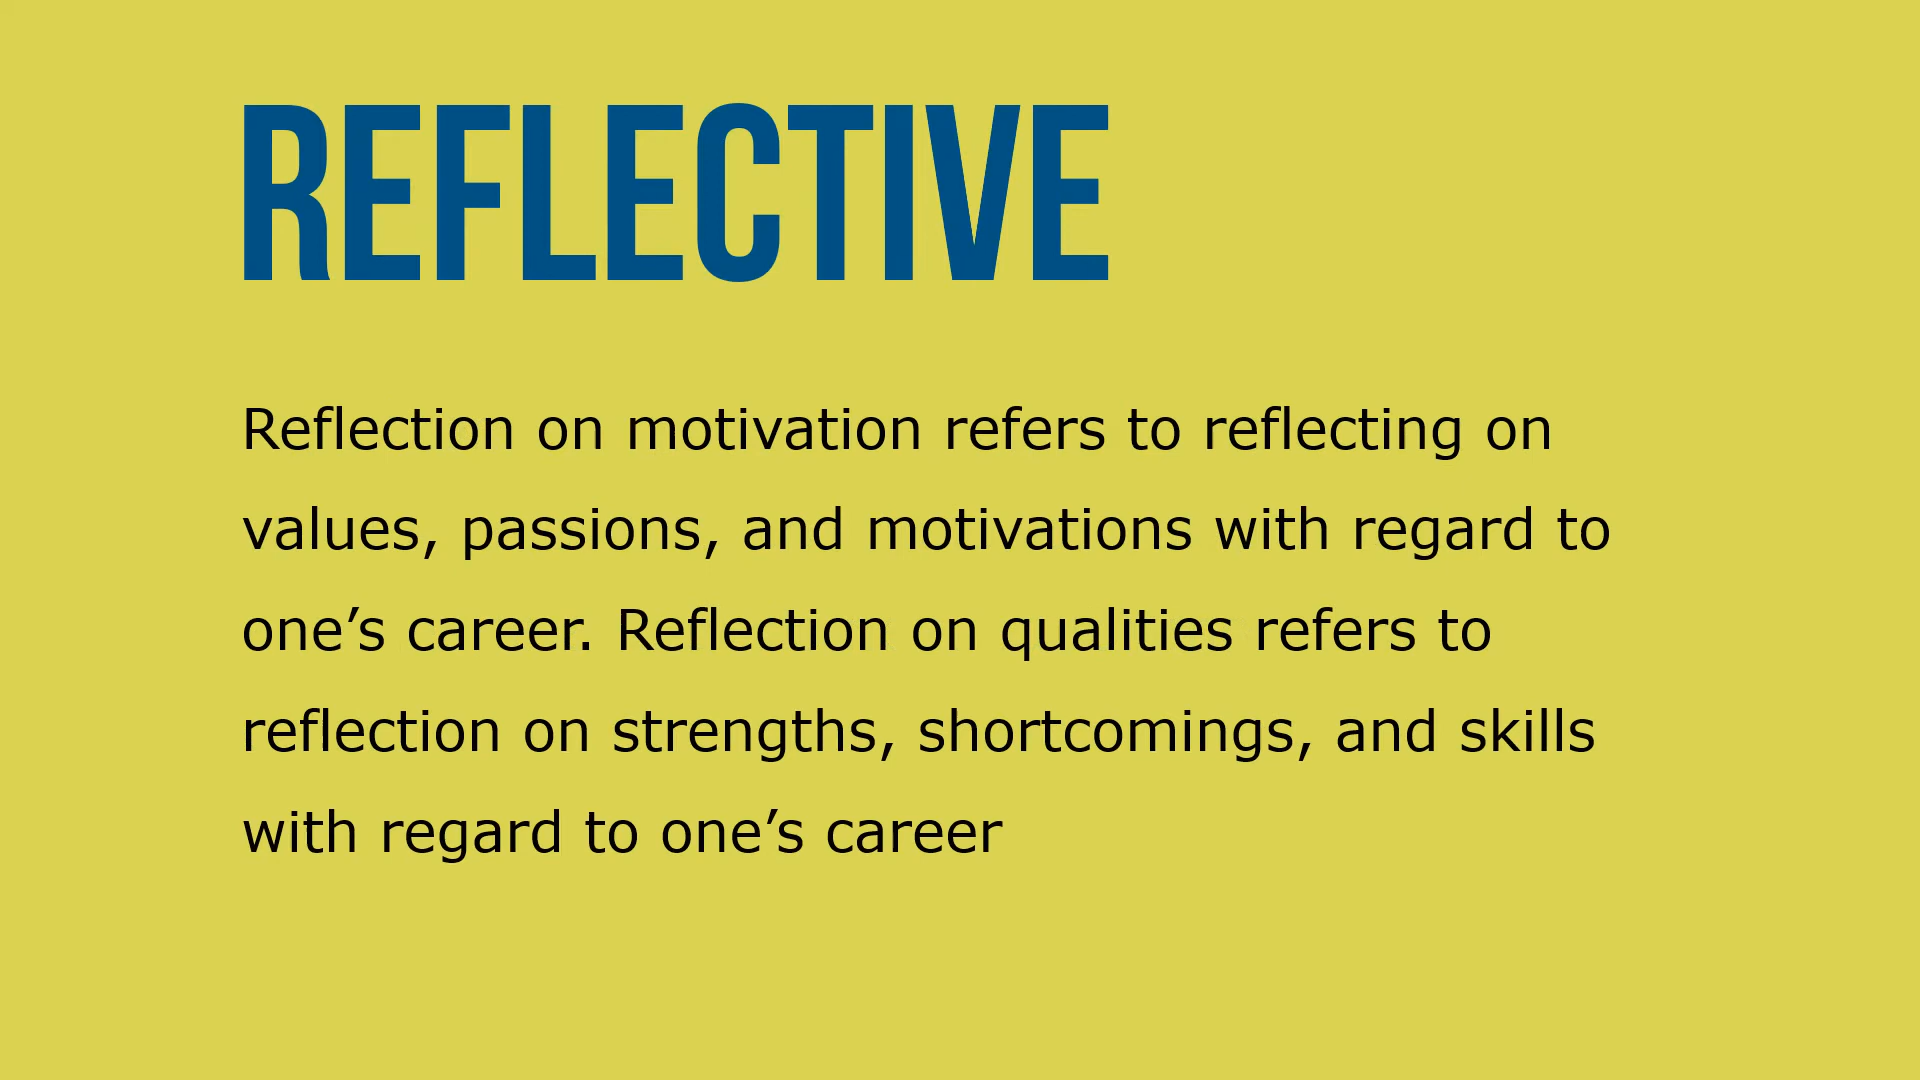 REFLECTIVE
Reflection on motivation refers to reflecting on
values, passions, and motivations with regard to
one’s career. Reflection on qualities refers to
reflection on strengths, shortcomings, and skills
with regard to one’s career